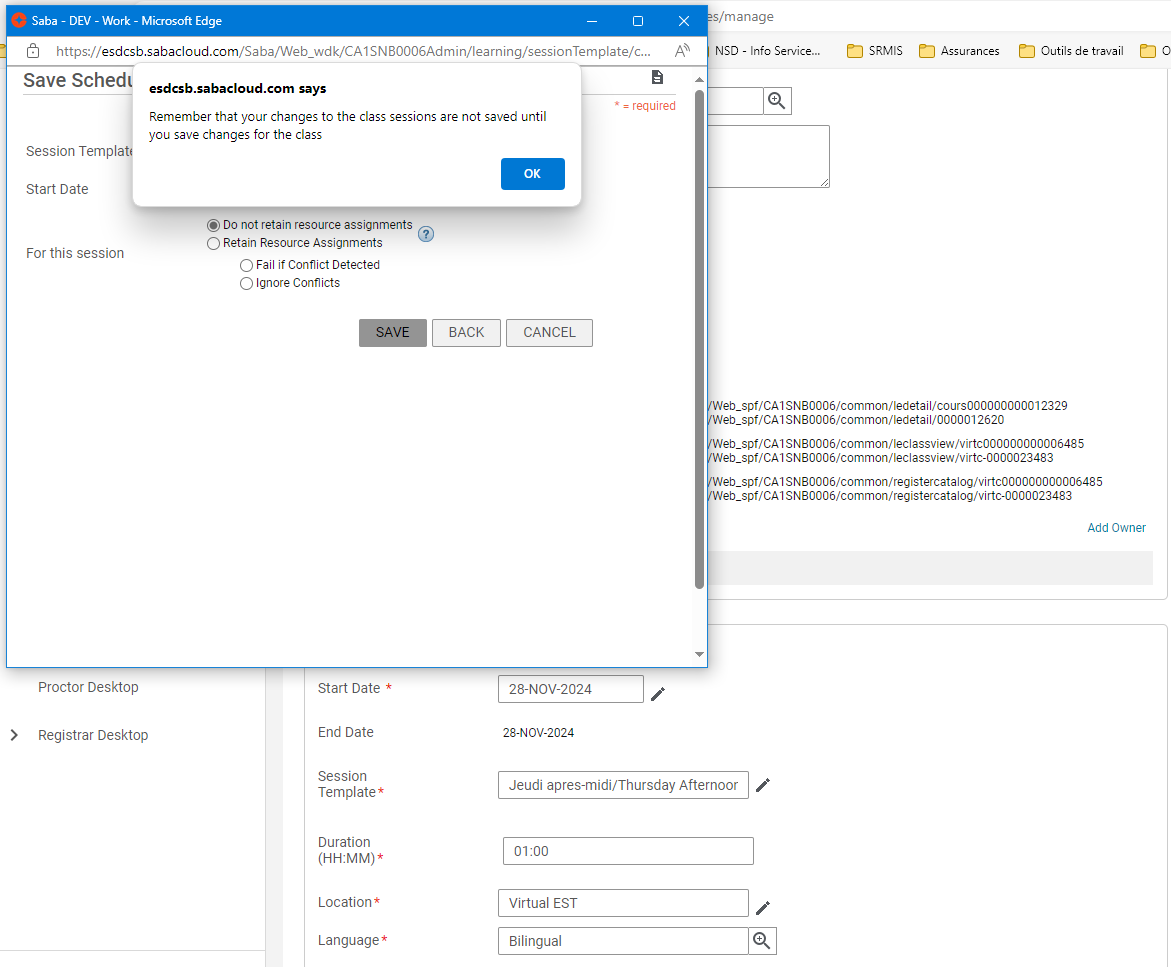 Saba - DEV - Work - Microsoft Edge
es/manage
https://esdcsb.sabacloud.com/Saba/Web_wdk/CA1SNB0006Admin/learning/sessionTemplate/c...
NSD - Info Service...
SRMIS
Assurances
Outils de travail
Save Schedu
* = required
esdcsb.sabacloud.com says
Remember that your changes to the class sessions are not saved until
you save changes for the class
OK
Session Template
Start Date
For this session
Do not retain resource assignments
Retain Resource Assignments
Fail if Conflict Detected
Ignore Conflicts
SAVE
BACK
CANCEL
/Web_spf/CA1SNB0006/common/ledetail/cours000000000012329
/Web_spf/CA1SNB0006/common/ledetail/0000012620
/Web_spf/CA1SNB0006/common/leclassview/virtc000000000006485
/Web_spf/CA1SNB0006/common/leclassview/virtc-0000023483
/Web_spf/CA1SNB0006/common/registercatalog/virtc000000000006485
/Web_spf/CA1SNB0006/common/registercatalog/virtc-0000023483
Add Owner
Proctor Desktop
Registrar Desktop
Start Date *
28-NOV-2024
End Date
28-NOV-2024
Session
Template*
Jeudi apres-midi/Thursday Afternoon
Duration
(HH:MM)*
01:00
Location*
Virtual EST
Language*
Bilingual